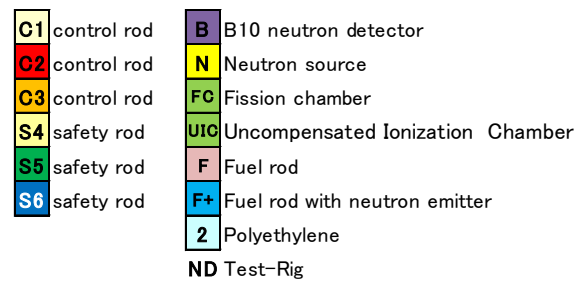 C1 control rod
C2 control rod
C3 control rod
S4 safety rod
S5 safety rod
S6 safety rod
B B10 neutron detector
N Neutron source
FC Fission chamber
UIC Uncompensated Ionization Chamber
F Fuel rod
F+ Fuel rod with neutron emitter
2 Polyethylene
ND Test-Rig